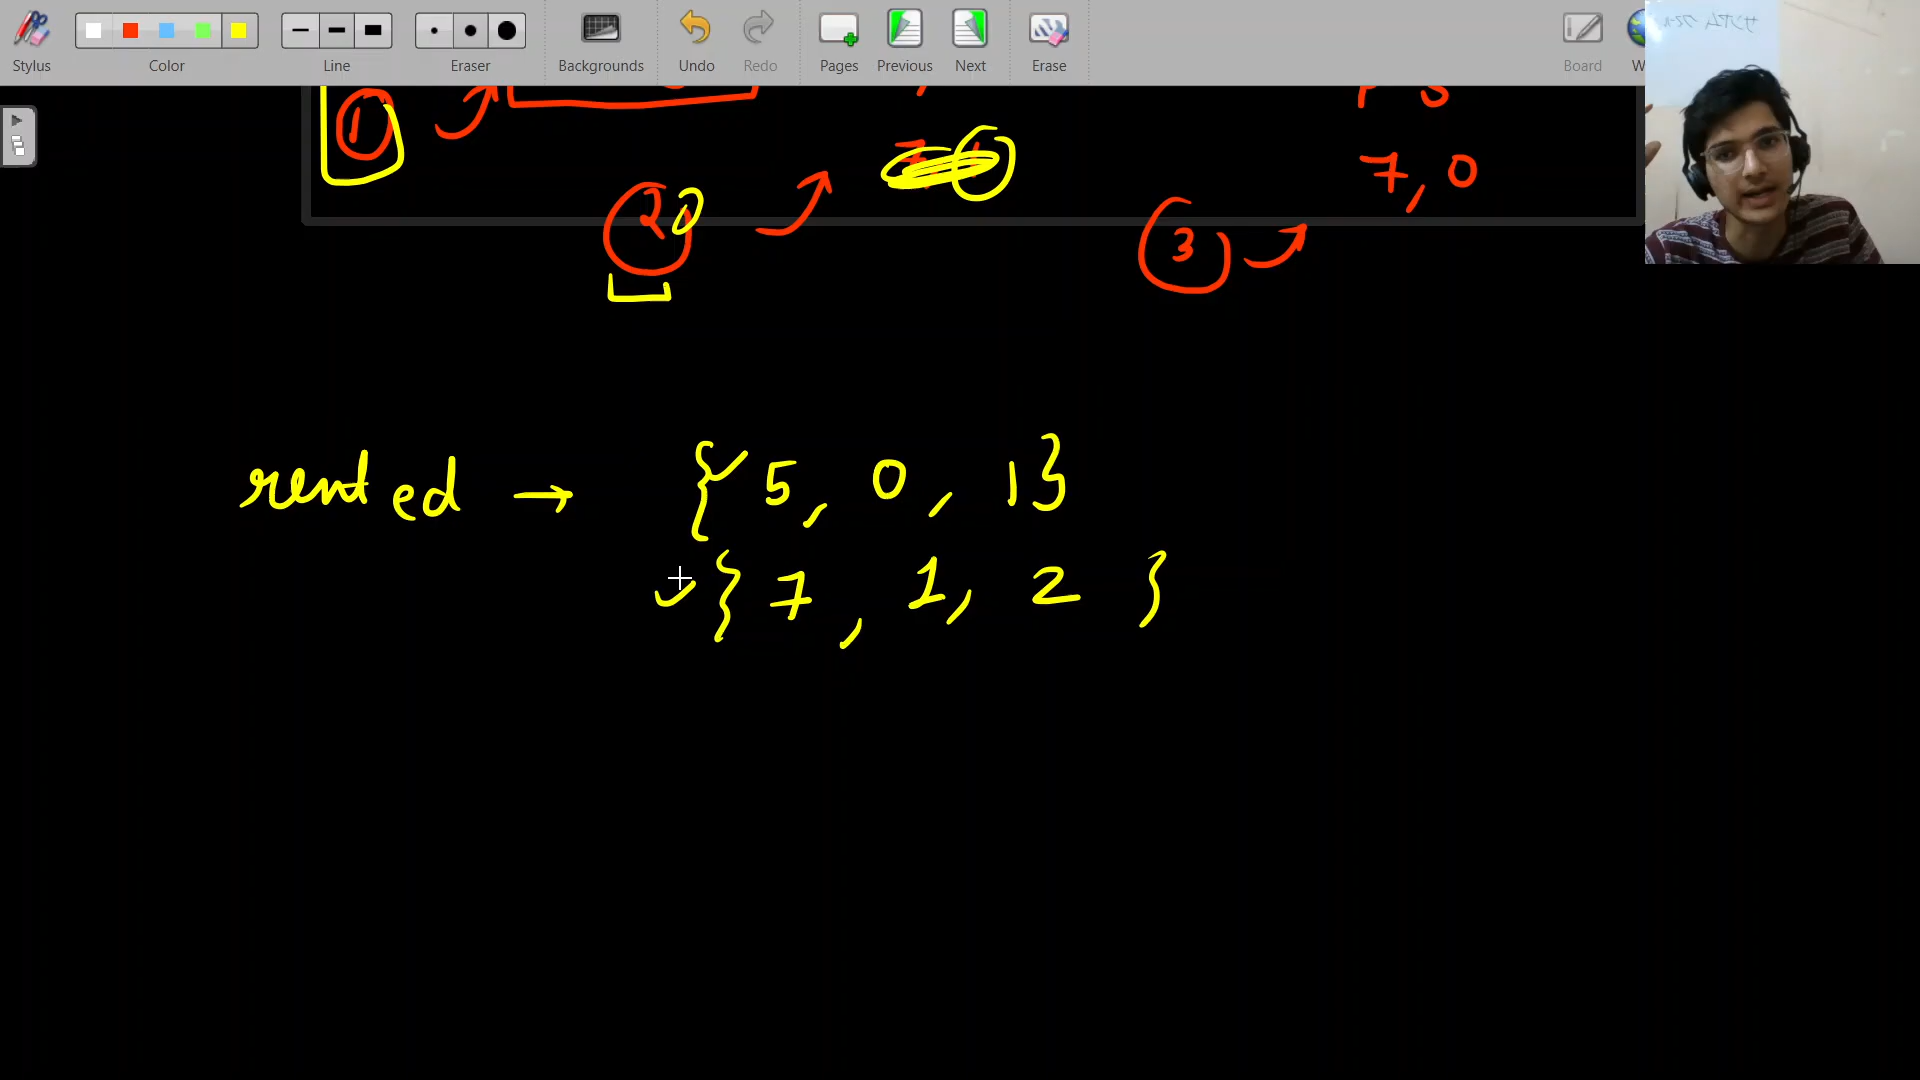 Stylus
Color
Line
Eraser
Backgrounds
Undo
Redo
Pages
Previous
Next
Erase
Board
1
7, 0
2 0
3
rented → { 5, 0, 1}
{ 7, 1, 2 }